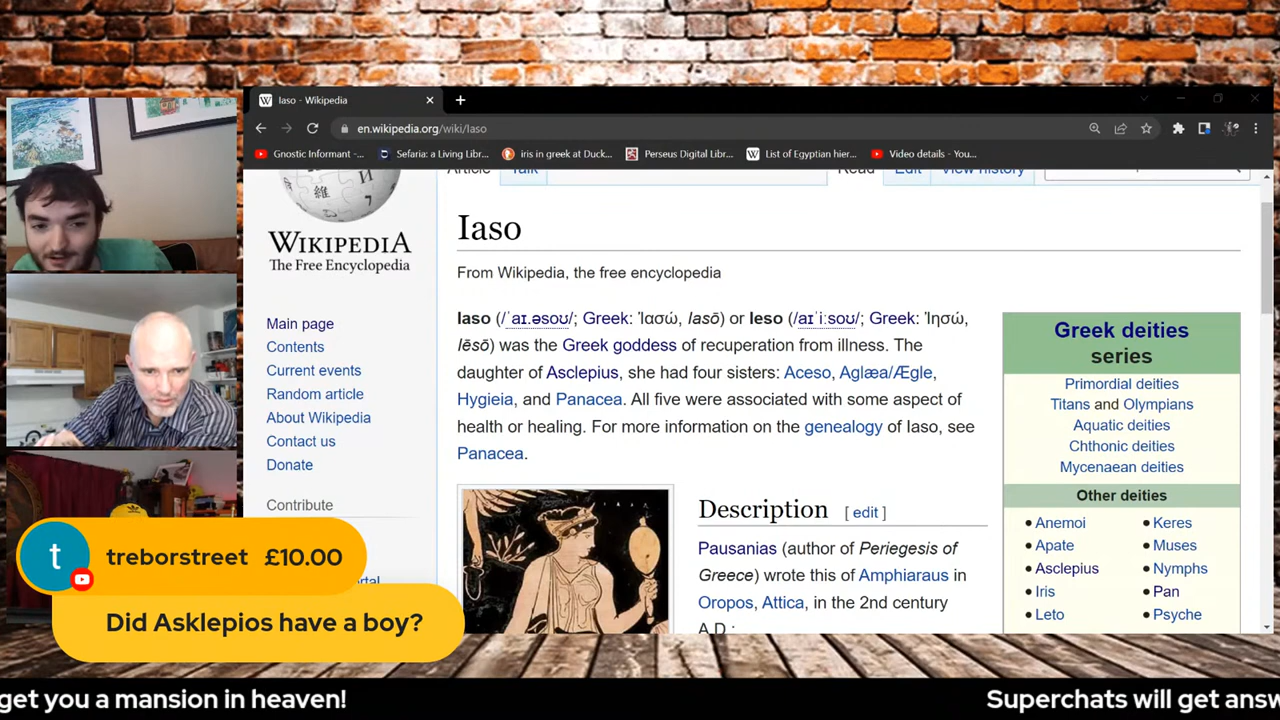 Iaso - Wikipedia
en.wikipedia.org/wiki/Iaso
Gnostic Informant -...
Sefaria: a Living Libr...
iris in greek at Duck...
Perseus Digital Libr...
List of Egyptian hier...
Video details - You...
Article Talk
Read Edit View history
WIKIPEDIA
The Free Encyclopedia
Main page
Contents
Current events
Random article
About Wikipedia
Contact us
Donate
Contribute
Iaso
From Wikipedia, the free encyclopedia
Iaso (/ˈaɪ.əsoʊ/; Greek: Ἰασώ, Iasō) or Ieso (/aɪˈiːsoʊ/; Greek: Ἰησώ,
Iēsō) was the Greek goddess of recuperation from illness. The
daughter of Asclepius, she had four sisters: Aceso, Aglæa/Ægle,
Hygieia, and Panacea. All five were associated with some aspect of
health or healing. For more information on the genealogy of Iaso, see
Panacea.
Description [ edit ]
Pausanias (author of Periegesis of
Greece) wrote this of Amphiaraus in
Oropos, Attica, in the 2nd century
A.D.:
Greek deities
series
Primordial deities
Titans and Olympians
Aquatic deities
Chthonic deities
Mycenaean deities
Other deities
Anemoi
Keres
Apate
Muses
Asclepius
Nymphs
Iris
Pan
Leto
Psyche
t
treborstreet £10.00
Did Asklepios have a boy?
get you a mansion in heaven!
Superchats will get answ